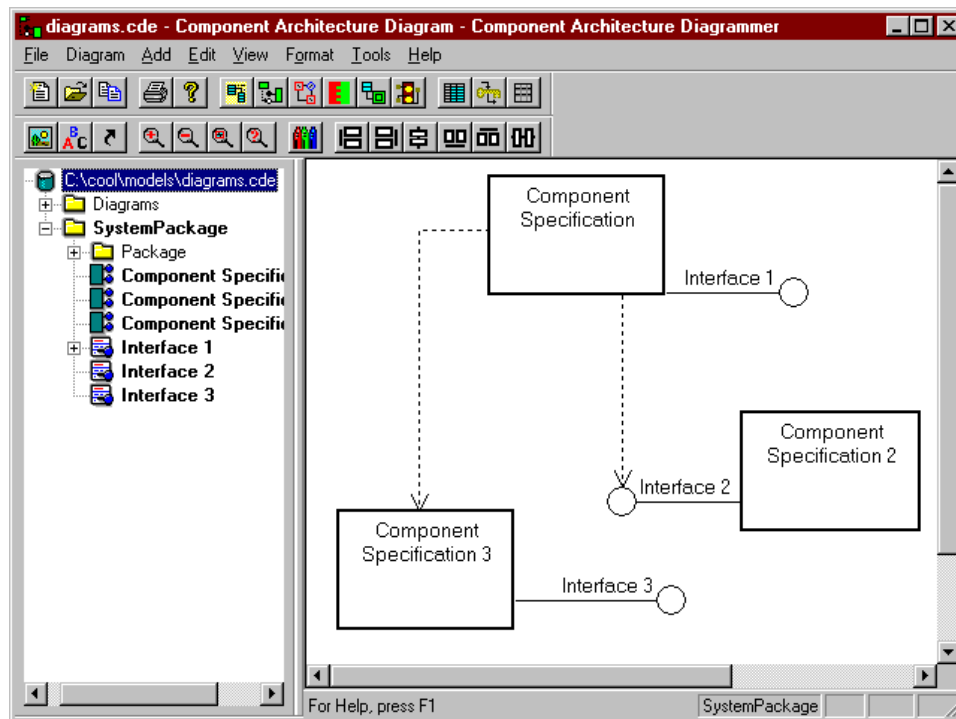 diagrams.cde - Component Architecture Diagram - Component Architecture Diagrammer
File Diagram Add Edit View Format Tools Help
A B C
C:\cool\models\diagrams.cde
Diagrams
SystemPackage
Package
Component Specifi
Component Specifi
Component Specifi
Interface 1
Interface 2
Interface 3
Component
Specification
Interface 1
Component
Specification 2
Interface 2
Component
Specification 3
Interface 3
For Help, press F1
SystemPackage